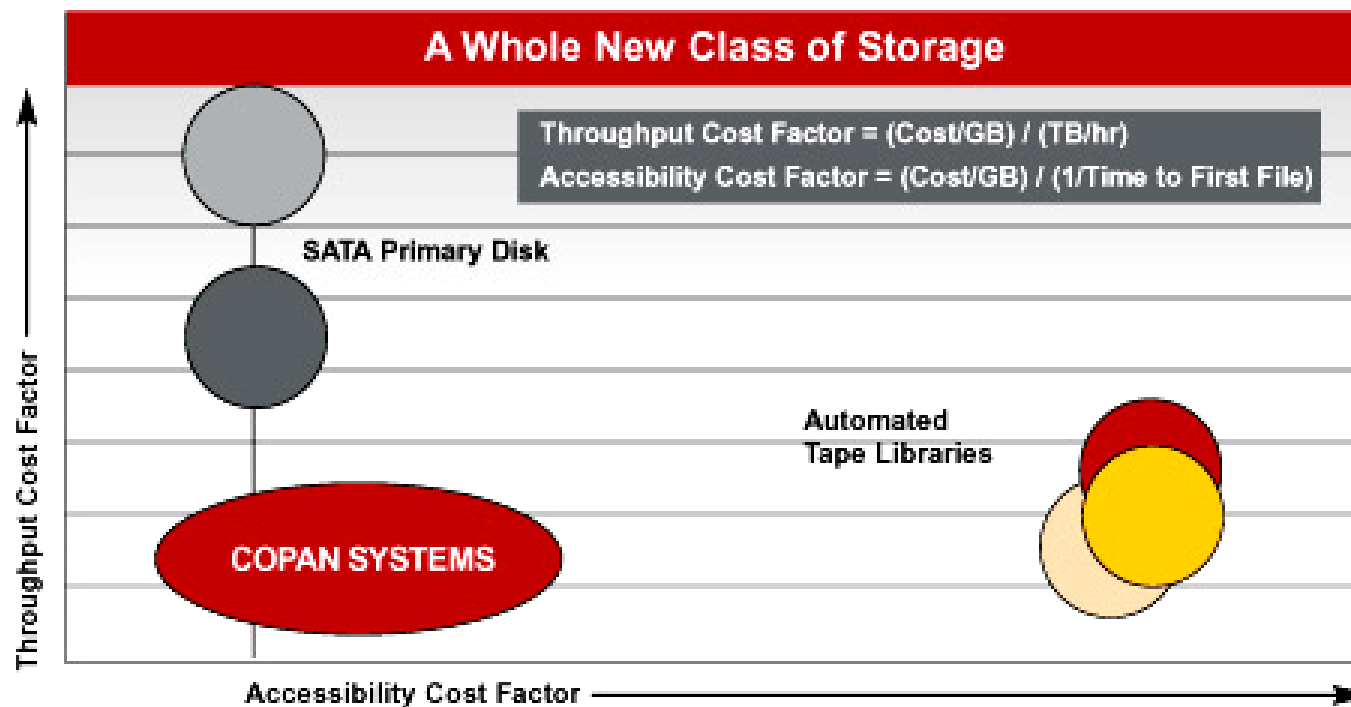 A Whole New Class of Storage
Throughput Cost Factor = (Cost/GB) / (TB/hr)
Accessibility Cost Factor = (Cost/GB) / (1/Time to First File)
SATA Primary Disk
Automated
Tape Libraries
COPAN SYSTEMS
Throughput Cost Factor
Accessibility Cost Factor